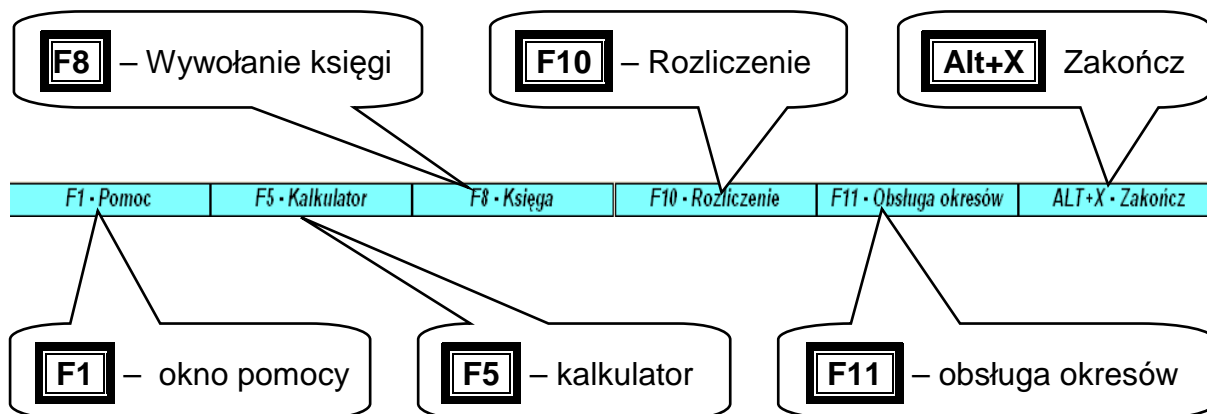 F8 – Wywołanie księgi
F10 – Rozliczenie
Alt+X Zakończ
F1 - Pomoc
F5 - Kalkulator
F8 - Księga
F10 - Rozliczenie
F11 - Obsługa okresów
ALT+X - Zakończ
F1 – okno pomocy
F5 – kalkulator
F11 – obsługa okresów